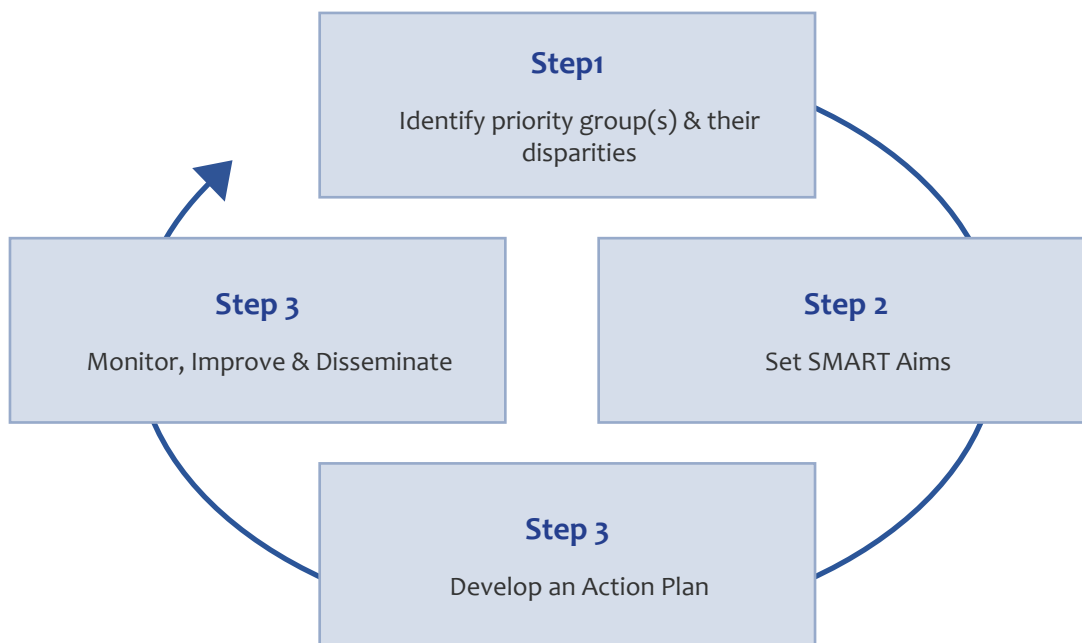 Step1
Identify priority group(s) & their
disparities
Step 2
Set SMART Aims
Step 3
Develop an Action Plan
Step 3
Monitor, Improve & Disseminate